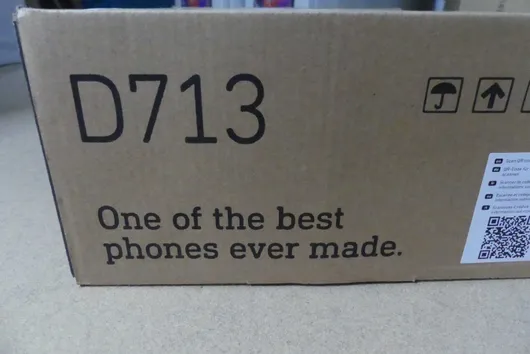 D713
One of the best
phones ever made.